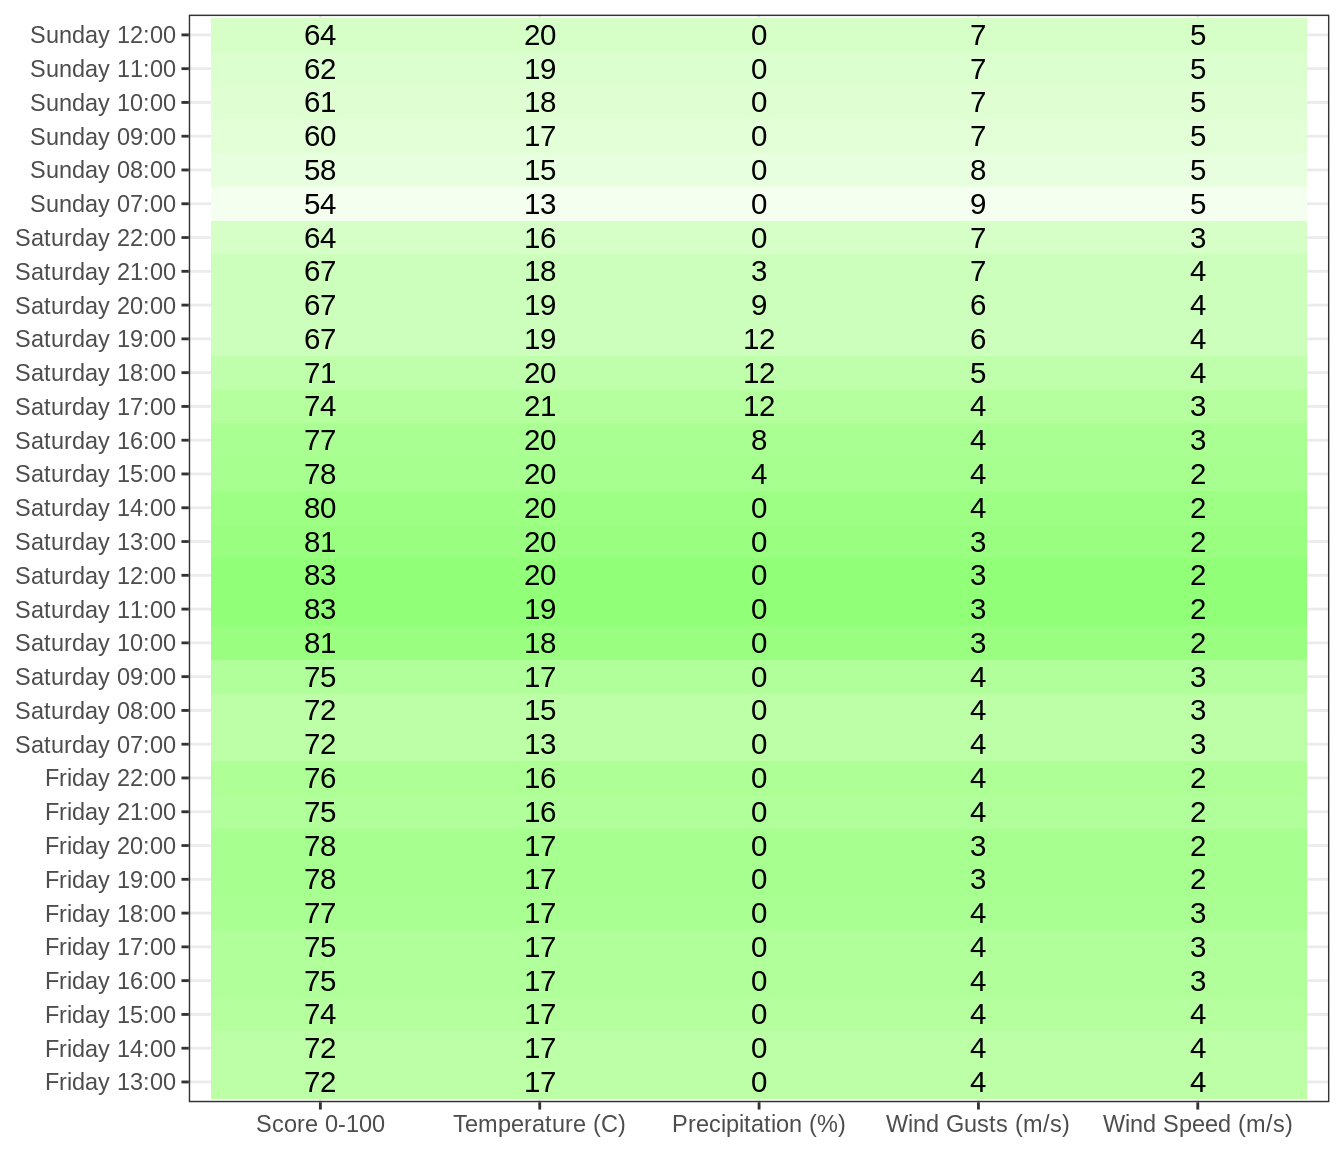 Sunday 12:00 64 20 0 7 5
Sunday 11:00 62 19 0 7 5
Sunday 10:00 61 18 0 7 5
Sunday 09:00 60 17 0 7 5
Sunday 08:00 58 15 0 8 5
Sunday 07:00 54 13 0 9 5
Saturday 22:00 64 16 0 7 3
Saturday 21:00 67 18 3 7 4
Saturday 20:00 67 19 9 6 4
Saturday 19:00 67 19 12 6 4
Saturday 18:00 71 20 12 5 4
Saturday 17:00 74 21 12 4 3
Saturday 16:00 77 20 8 4 3
Saturday 15:00 78 20 4 4 2
Saturday 14:00 80 20 0 4 2
Saturday 13:00 81 20 0 3 2
Saturday 12:00 83 20 0 3 2
Saturday 11:00 83 19 0 3 2
Saturday 10:00 81 18 0 3 2
Saturday 09:00 75 17 0 4 3
Saturday 08:00 72 15 0 4 3
Saturday 07:00 72 13 0 4 3
Friday 22:00 76 16 0 4 2
Friday 21:00 75 16 0 4 2
Friday 20:00 78 17 0 3 2
Friday 19:00 78 17 0 3 2
Friday 18:00 77 17 0 4 3
Friday 17:00 75 17 0 4 3
Friday 16:00 75 17 0 4 3
Friday 15:00 74 17 0 4 4
Friday 14:00 72 17 0 4 4
Friday 13:00 72 17 0 4 4
Score 0-100 Temperature (C) Precipitation (%) Wind Gusts (m/s) Wind Speed (m/s)